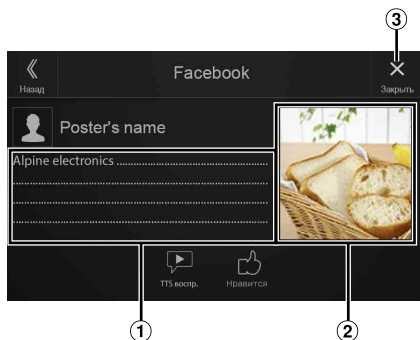 ③
« Назад
Facebook
× Закрыть
Poster's name
Alpine electronics ........................................................
................................................................................................
................................................................................................
................................................................................................
TTS воспр.
Нравится
①
②